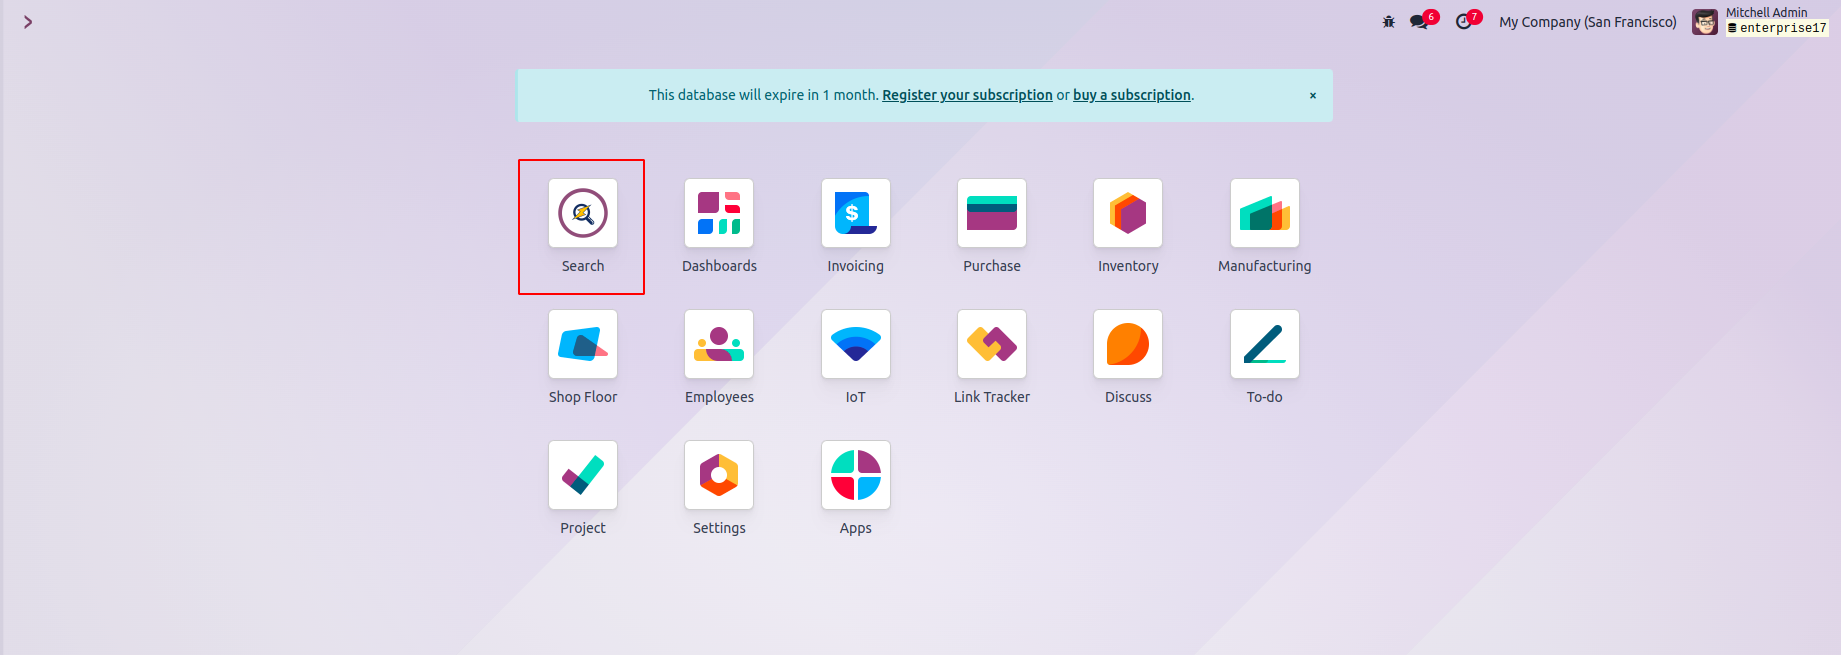 6
7
My Company (San Francisco)
Mitchell Admin
enterprise17
This database will expire in 1 month. Register your subscription or buy a subscription.
×
Search
Dashboards
$
Invoicing
Purchase
Inventory
Manufacturing
Shop Floor
Employees
IoT
Link Tracker
Discuss
To-do
Project
Settings
Apps